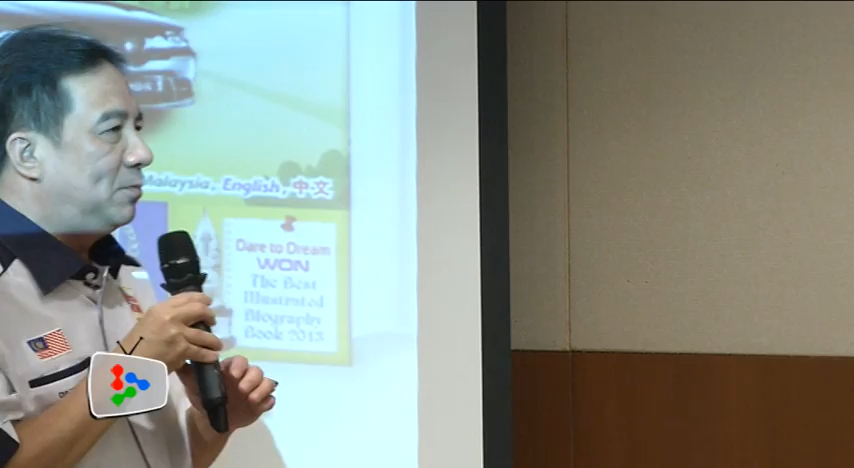 Malaysia, English, 中文
Dare to Dream
WON
The Best
Illustrated
Biography
Book 2013